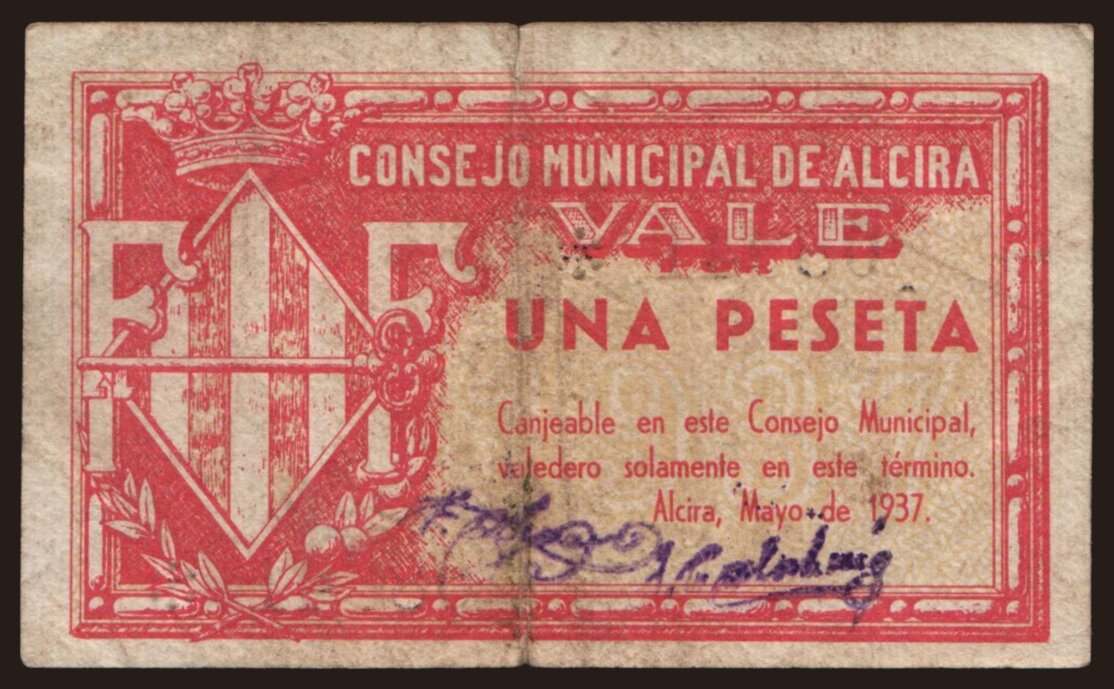 CONSEJO MUNICIPAL DE ALCIRA
VALE
UNA PESETA
Canjeable en este Consejo Municipal,
valedero solamente en este término.
Alcira, Mayo de 1937.
F F